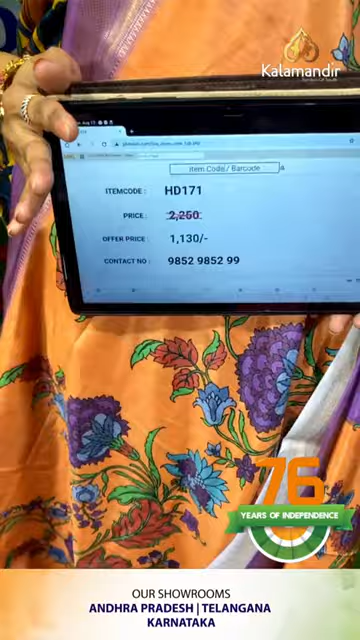 Kalamandir
Item Code / Barcode
ITEMCODE : HD171
PRICE : 2,250
OFFER PRICE : 1,130/-
CONTACT NO : 9852 9852 99
76
YEARS OF INDEPENDENCE
OUR SHOWROOMS
ANDHRA PRADESH | TELANGANA
KARNATAKA